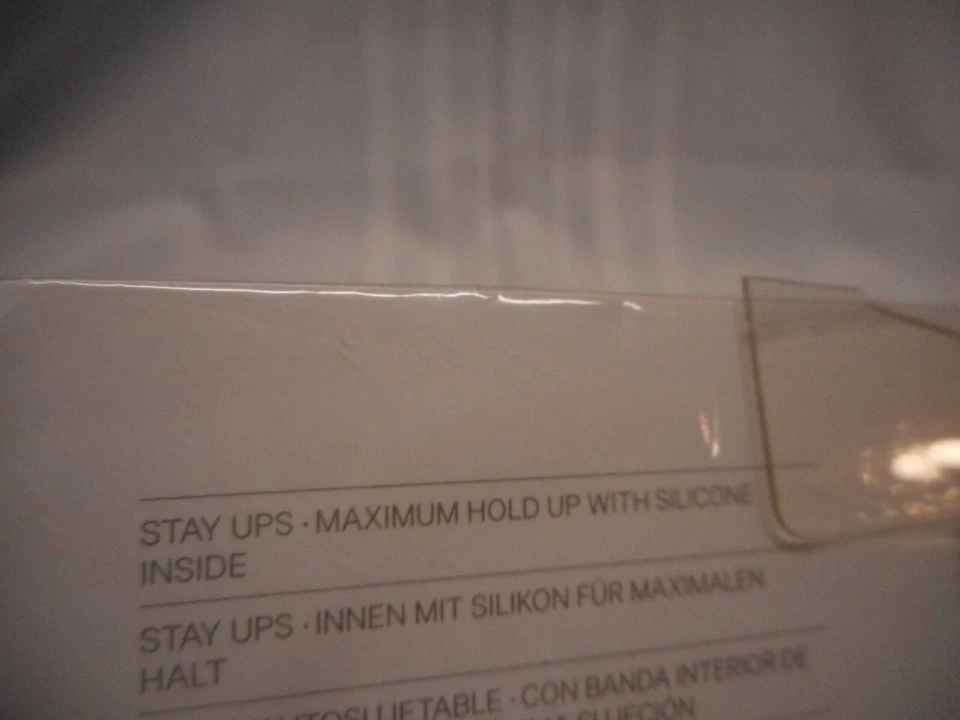 STAY UPS · MAXIMUM HOLD UP WITH SILICONE
INSIDE
STAY UPS · INNEN MIT SILIKON FÜR MAXIMALEN
HALT
· CON BANDA INTERIOR DE
SUJECIÓN